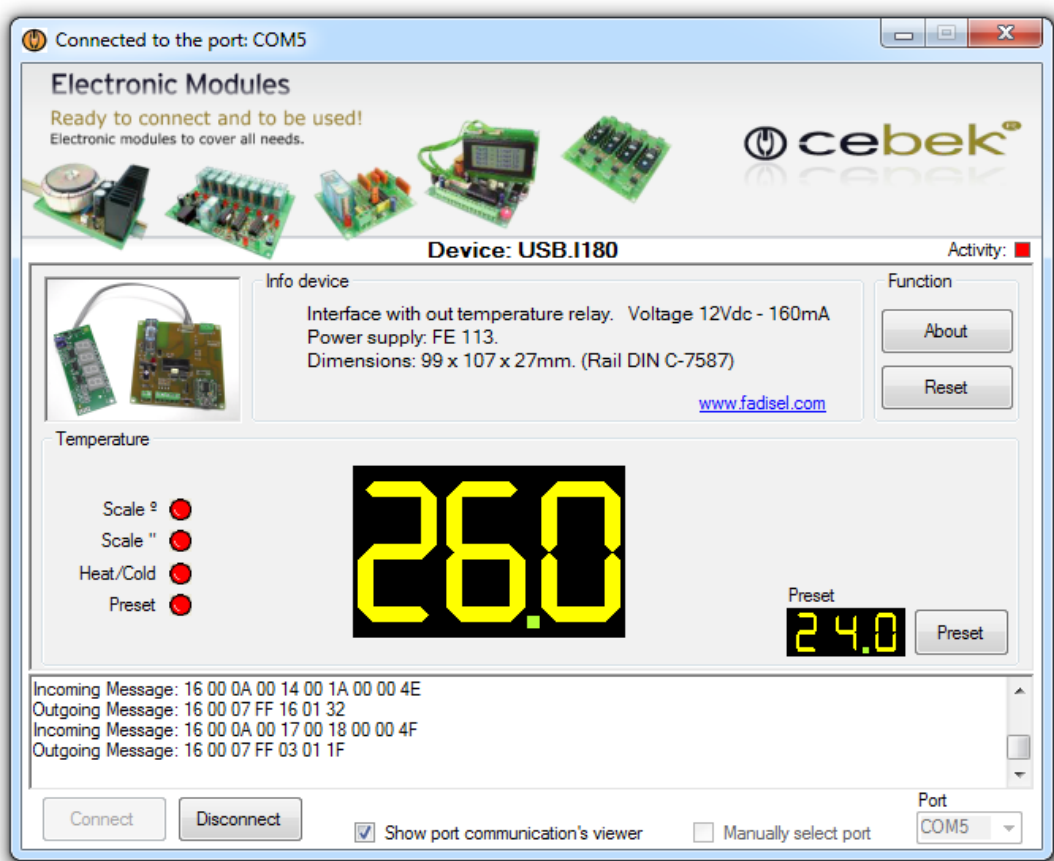 Connected to the port: COM5
Electronic Modules
Ready to connect and to be used!
Electronic modules to cover all needs.
cebek®
Device: USB.I180
Activity:
Info device
Interface with out temperature relay. Voltage 12Vdc - 160mA
Power supply: FE 113.
Dimensions: 99 x 107 x 27mm. (Rail DIN C-7587)
www.fadisel.com
Function
About
Reset
Temperature
Scale º
Scale "
Heat/Cold
Preset
26.0
Preset
24.0
Preset
Incoming Message: 16 00 0A 00 14 00 1A 00 00 4E
Outgoing Message: 16 00 07 FF 16 01 32
Incoming Message: 16 00 0A 00 17 00 18 00 00 4F
Outgoing Message: 16 00 07 FF 03 01 1F
Connect
Disconnect
Show port communication's viewer
Manually select port
Port
COM5